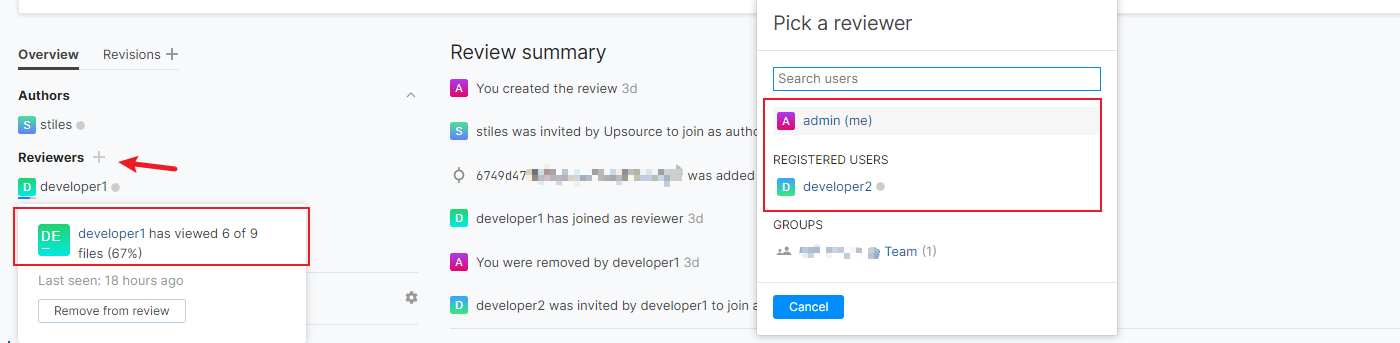 Overview
Revisions
Authors
S stiles
Reviewers
D developer1
DE developer1 has viewed 6 of 9
files (67%)
Last seen: 18 hours ago
Remove from review
Review summary
A You created the review 3d
S stiles was invited by Upsource to join as autho
6749d47 was added
D developer1 has joined as reviewer 3d
A You were removed by developer1 3d
D developer2 was invited by developer1 to join a
Pick a reviewer
Search users
A admin (me)
REGISTERED USERS
D developer2
GROUPS
Team (1)
Cancel